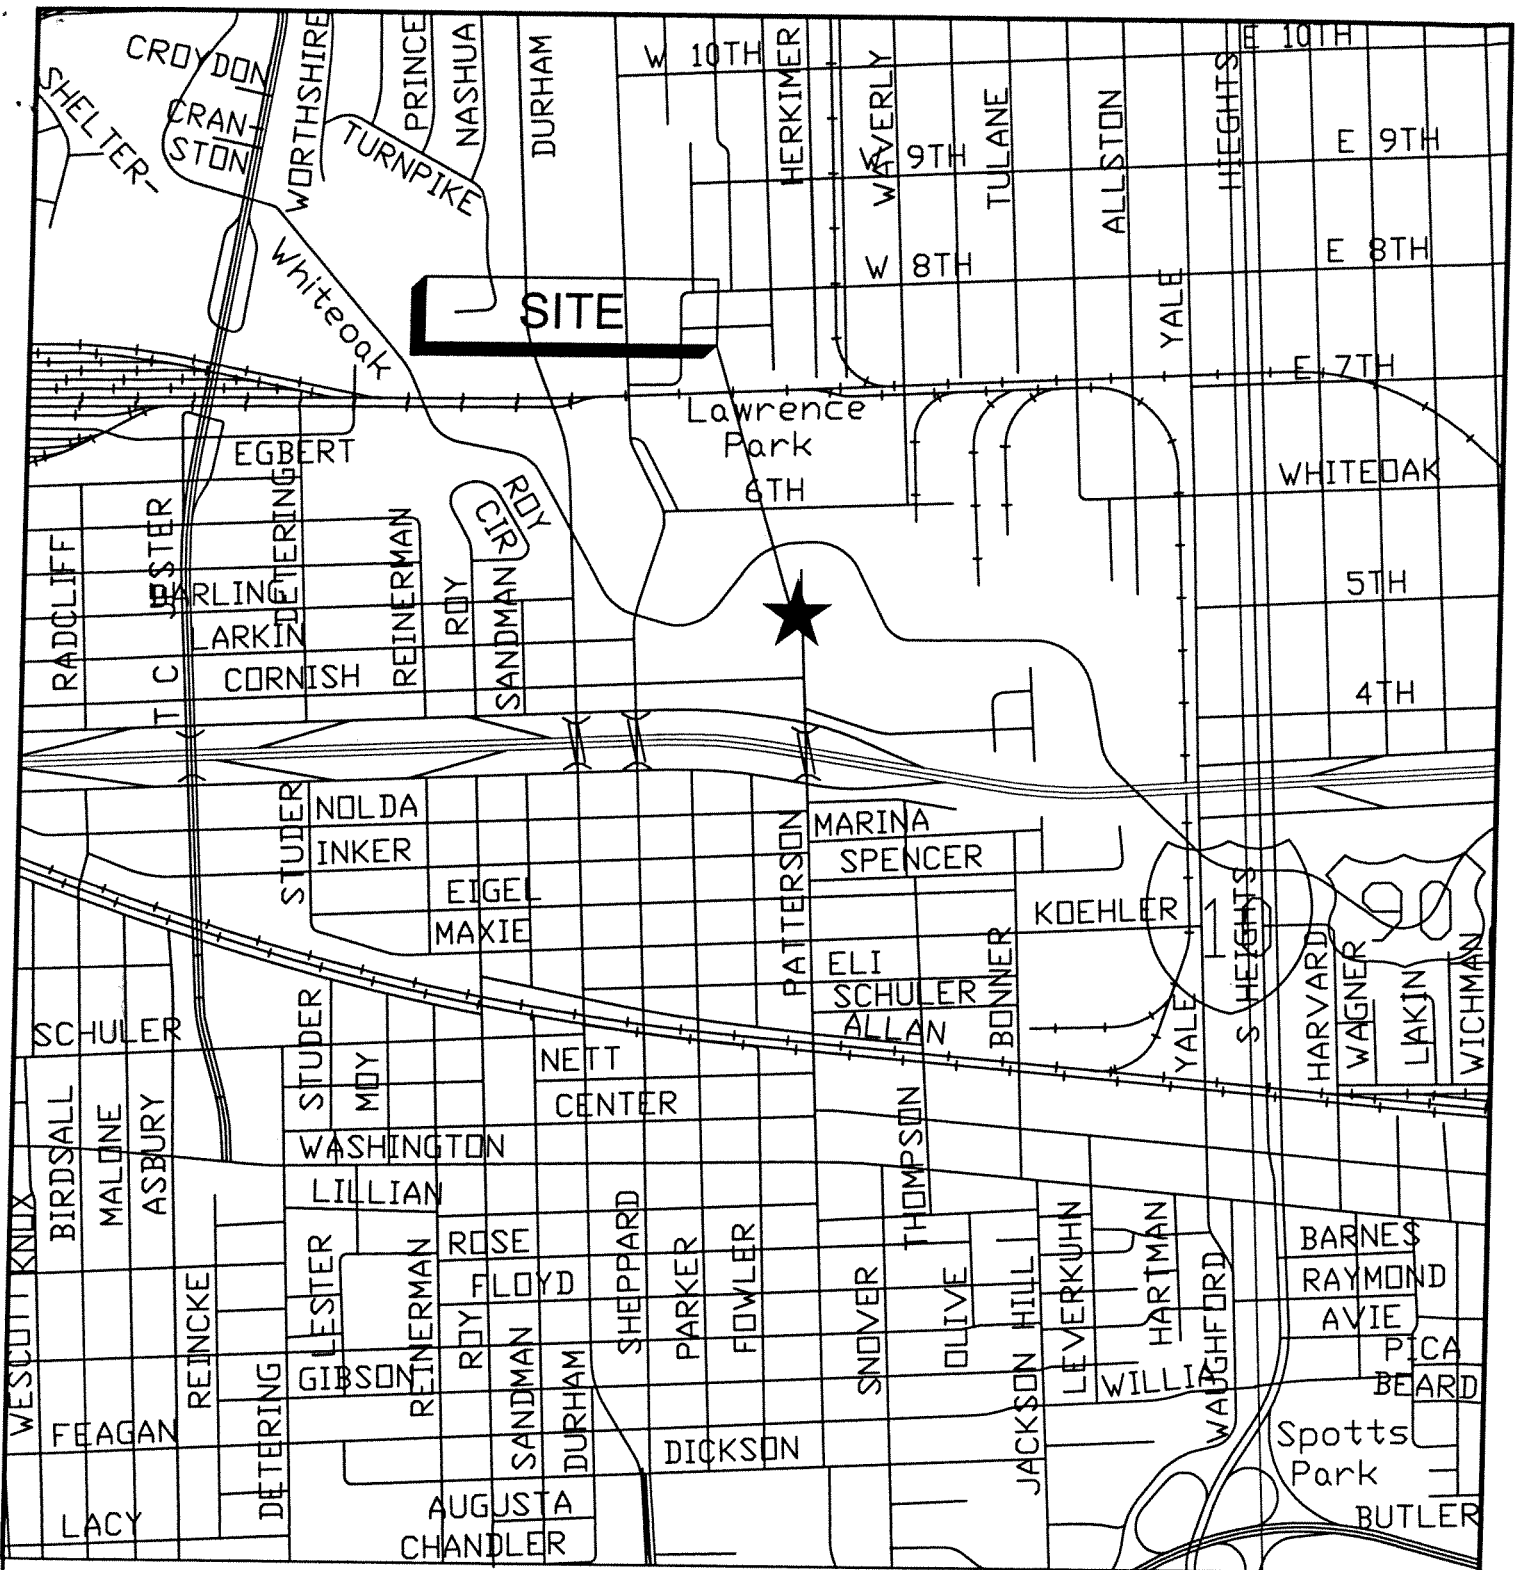 CROYDON
CRAN-
STON
SHELTER-
WORTHSHIRE
PRINCE
NASHUA
TURNPIKE
DURHAM
W 10TH
HERKIMER
WAVERLY
W 9TH
TULANE
ALLSTON
HIEGHTS
E 10TH
E 9TH
W 8TH
E 8TH
YALE
Whiteoak
SITE
E 7TH
Lawrence
Park
EGBERT
6TH
WHITEOAK
ROY
CIR
RADCLIFF
T C JESTER
DETERING
DARLING
LARKIN
CORNISH
REINERMAN
ROY
SANDMAN
5TH
4TH
STUDER
NOLDA
INKER
EIGEL
MAXIE
PATTERSON
MARINA
SPENCER
KOEHLER
10
90
ELI
SCHULER
ALLAN
BONNER
YALE
S HEIGHTS
HARVARD
WAGNER
LAKIN
WICHMAN
SCHULER
STUDER
MOY
NETT
CENTER
WASHINGTON
LILLIAN
BIRDSALL
MALONE
ASBURY
KNOX
WESCOTT
THOMPSON
ROSE
FLOYD
SHEPPARD
PARKER
FOWLER
SNOVER
OLIVE
JACKSON HILL
LEVERKUHN
HARTMAN
WAUGHFORD
BARNES
RAYMOND
AVIE
PICA
BEARD
REINCKE
LESTER
REINERMAN
ROY
SANDMAN
DURHAM
GIBSON
WILLIA
FEAGAN
DETERING
DICKSON
Spotts
Park
LACY
AUGUSTA
CHANDLER
BUTLER